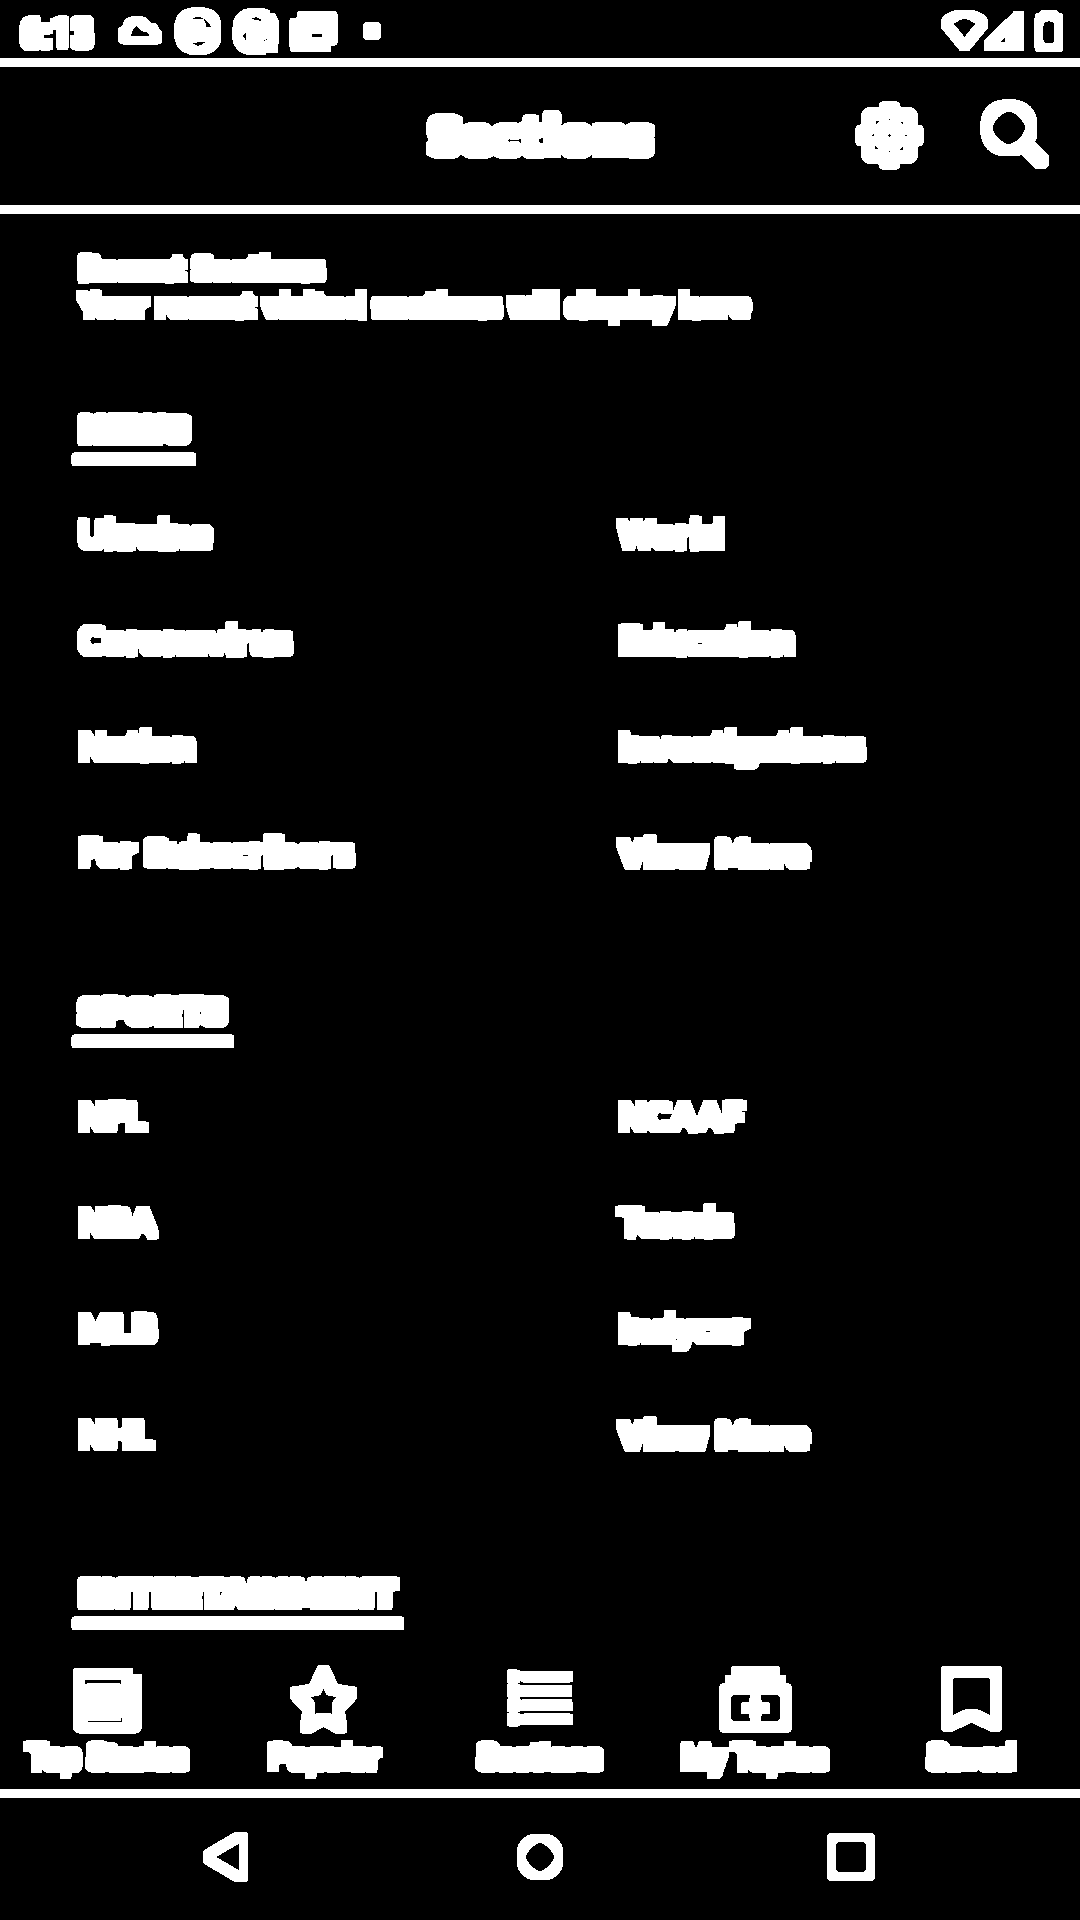 6:13
Sections
Recent Sections
Your recent visited sections will display here
NEWS
Ukraine
World
Coronavirus
Education
Nation
Investigations
For Subscribers
View More
SPORTS
NFL
NCAAF
NBA
Tennis
MLB
Indycar
NHL
View More
ENTERTAINMENT
Top Stories
Popular
Sections
My Topics
Saved